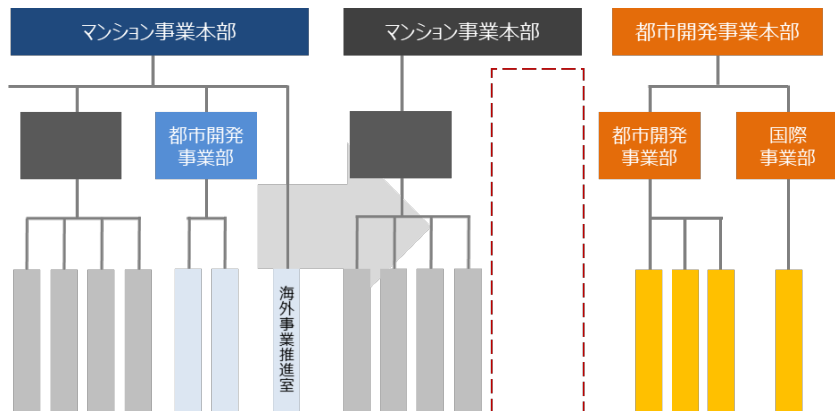 マンション事業本部
マンション事業本部
都市開発事業本部
都市開発
事業部
都市開発
事業部
国際
事業部
海外事業推進室